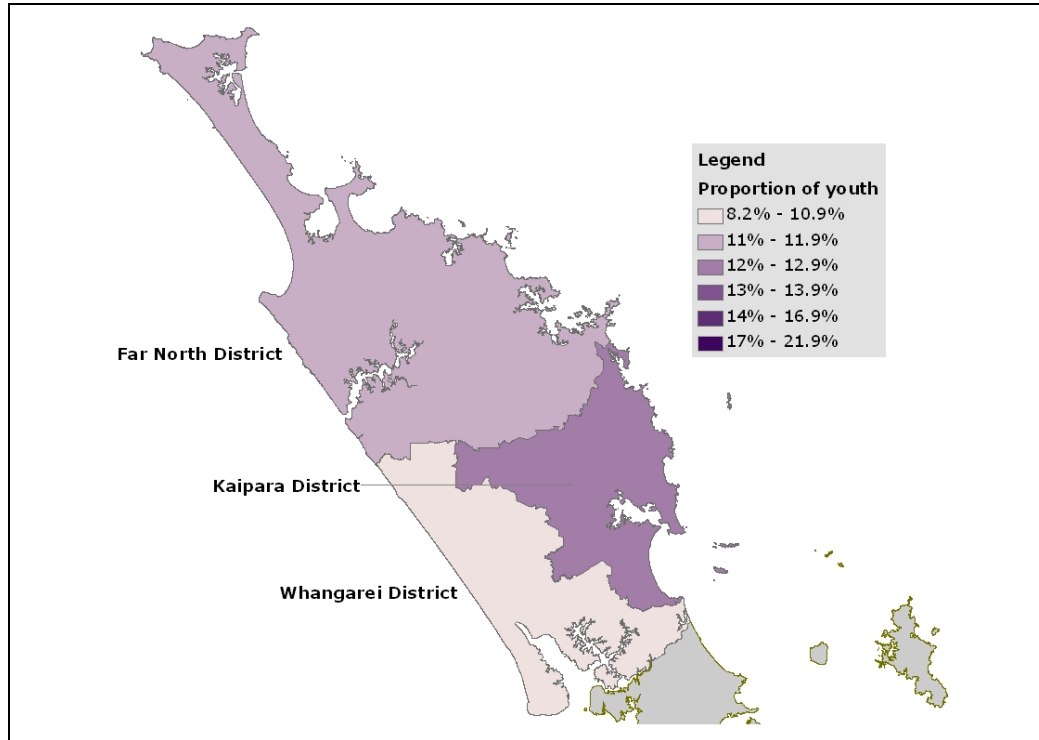 Legend
Proportion of youth
8.2% - 10.9%
11% - 11.9%
12% - 12.9%
13% - 13.9%
14% - 16.9%
17% - 21.9%
Far North District
Kaipara District
Whangarei District